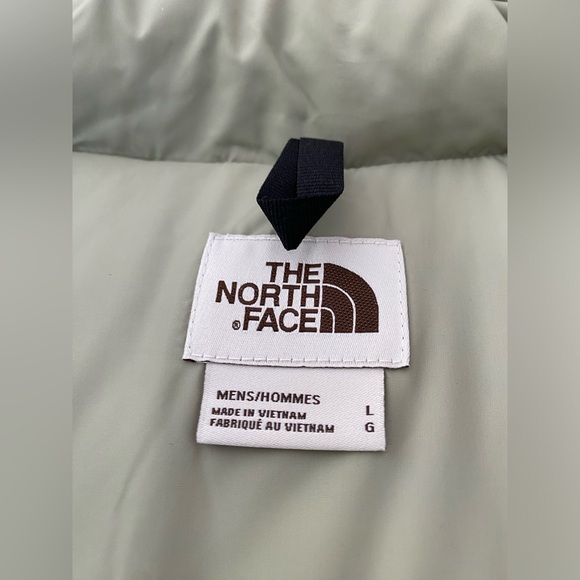 THE
NORTH
® FACE
MENS/HOMMES
MADE IN VIETNAM L
FABRIQUÉ AU VIETNAM G